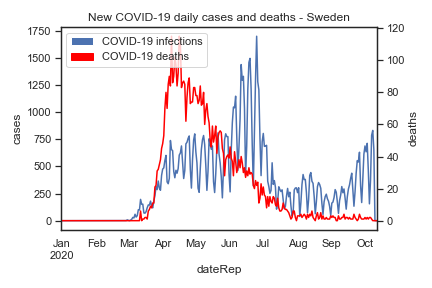 New COVID-19 daily cases and deaths - Sweden
COVID-19 infections
COVID-19 deaths
cases
1750
1500
1250
1000
750
500
250
0
120
100
80
60
40
20
0
deaths
Jan Feb Mar Apr May Jun Jul Aug Sep Oct
2020
dateRep